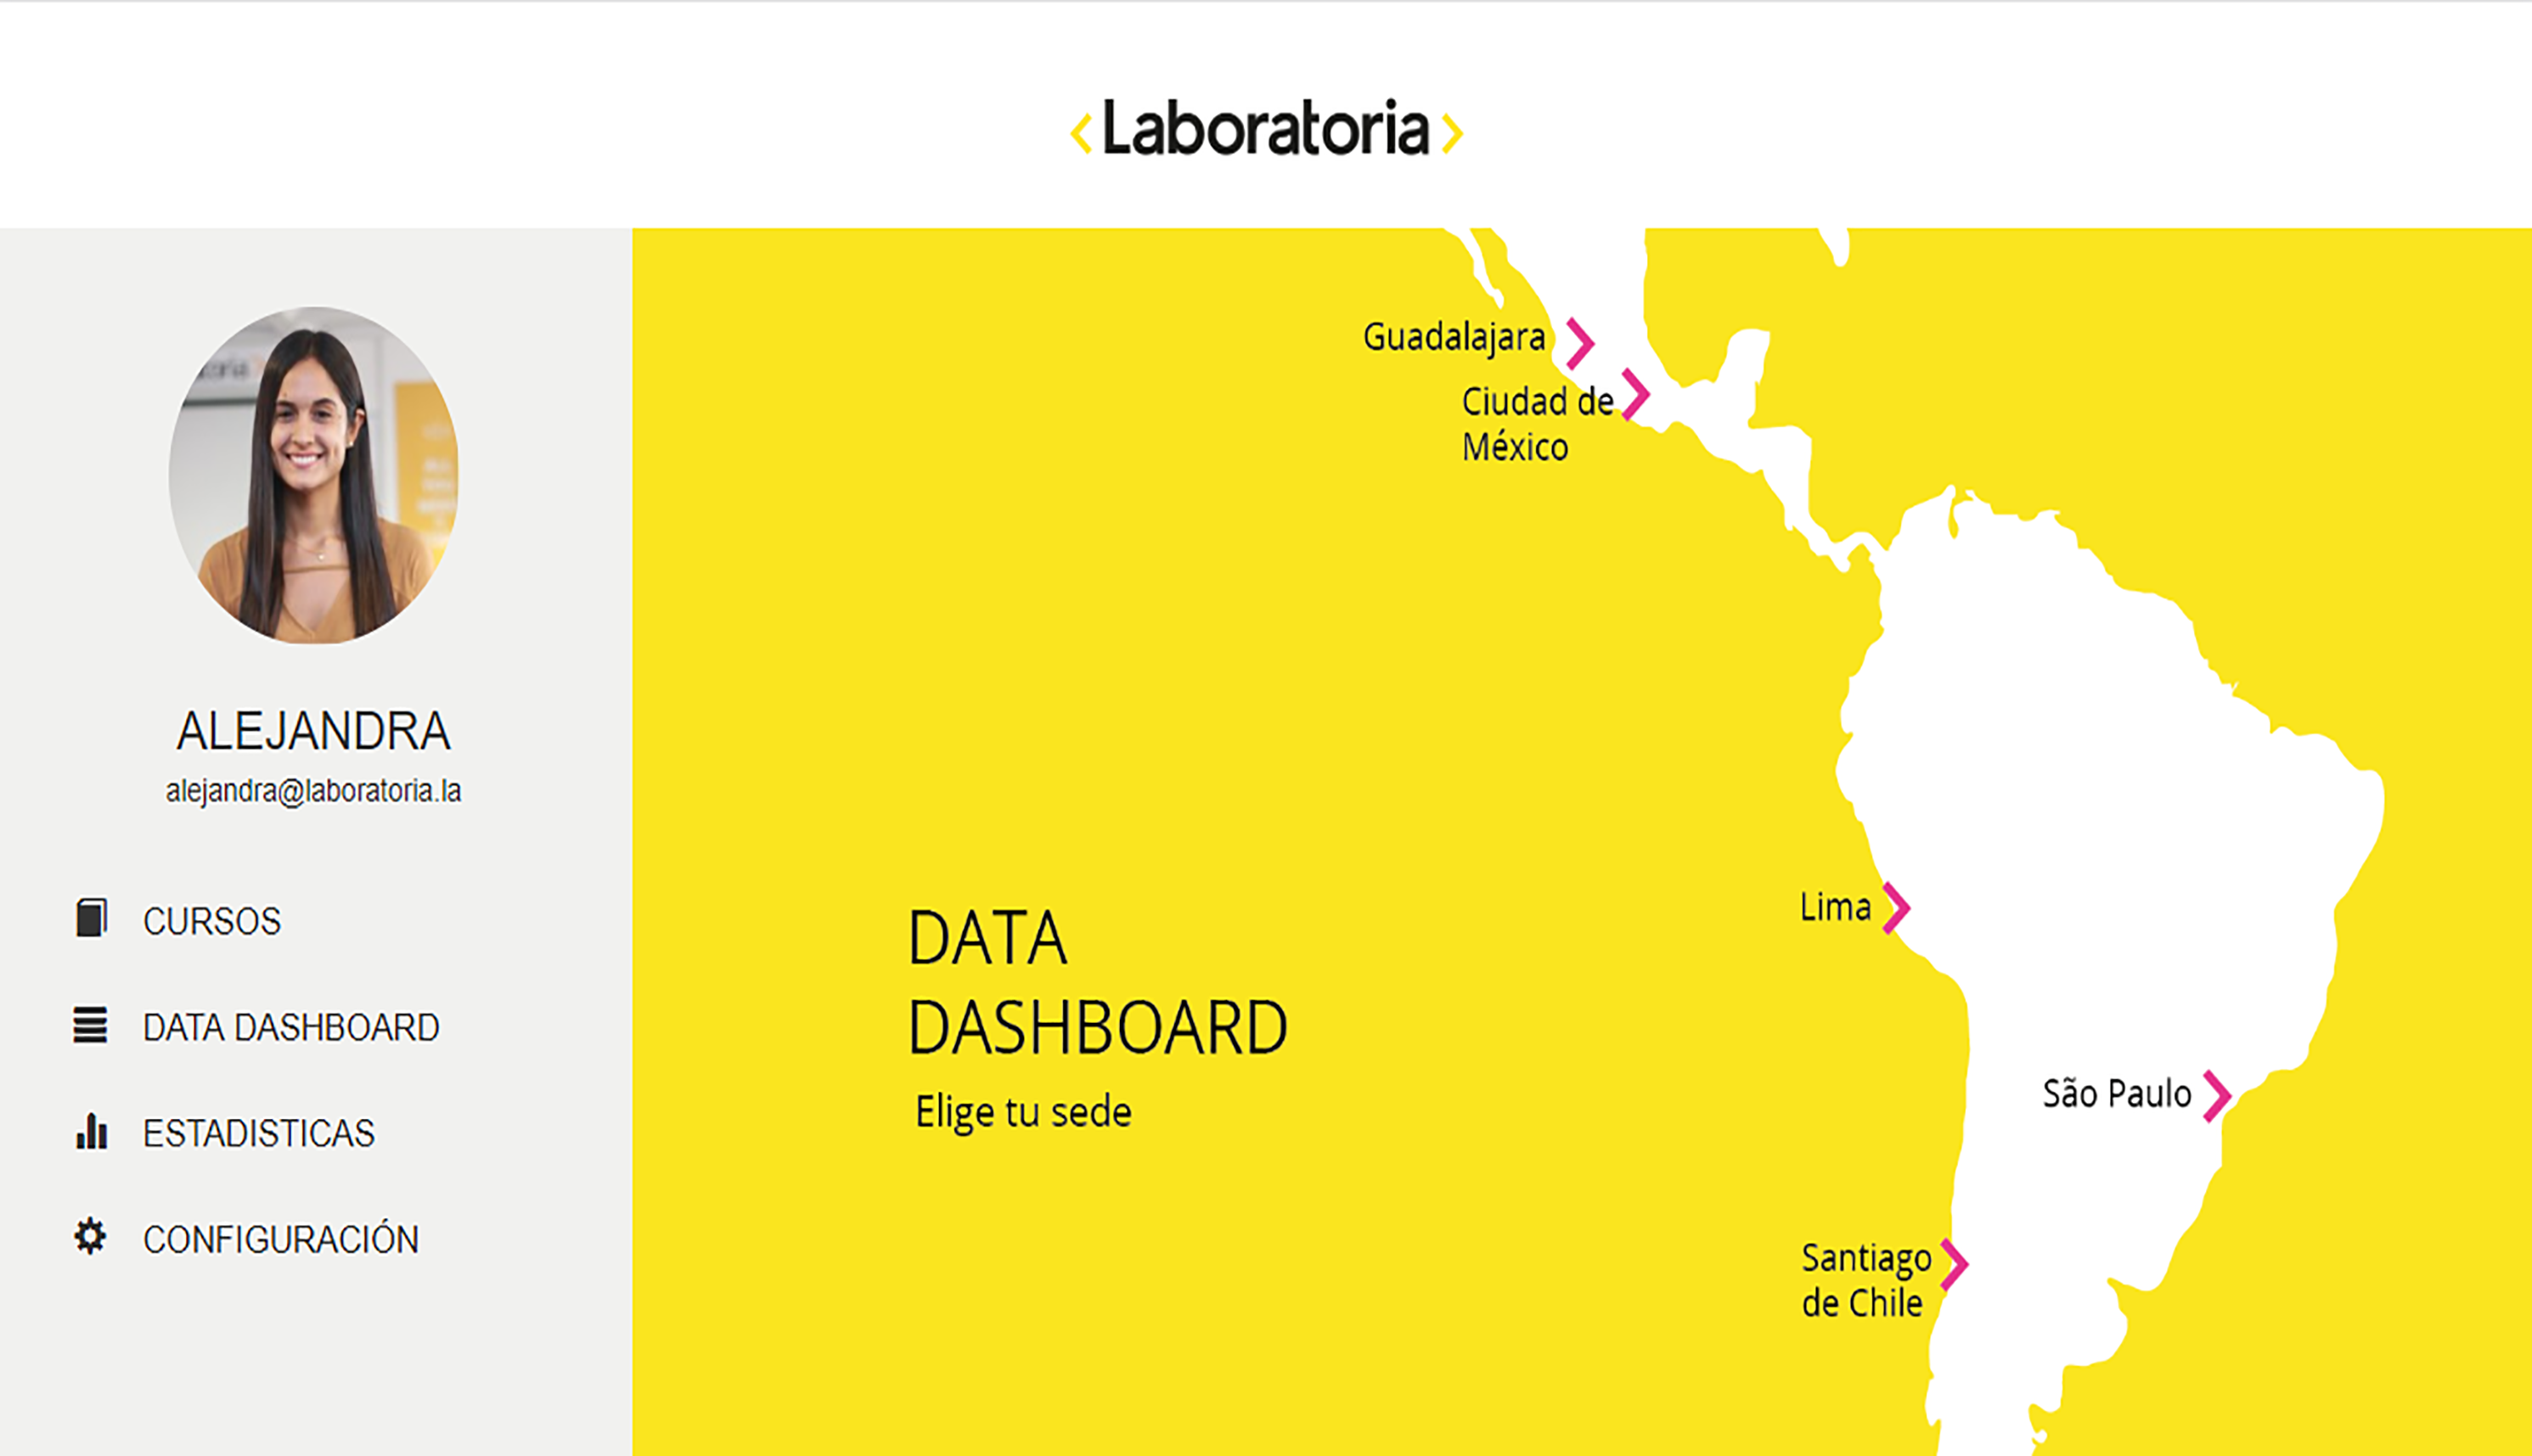 Laboratoria
ALEJANDRA
alejandra@laboratoria.la
CURSOS
DATA DASHBOARD
ESTADISTICAS
CONFIGURACIÓN
Guadalajara
Ciudad de
México
DATA
DASHBOARD
Elige tu sede
Lima
São Paulo
Santiago
de Chile